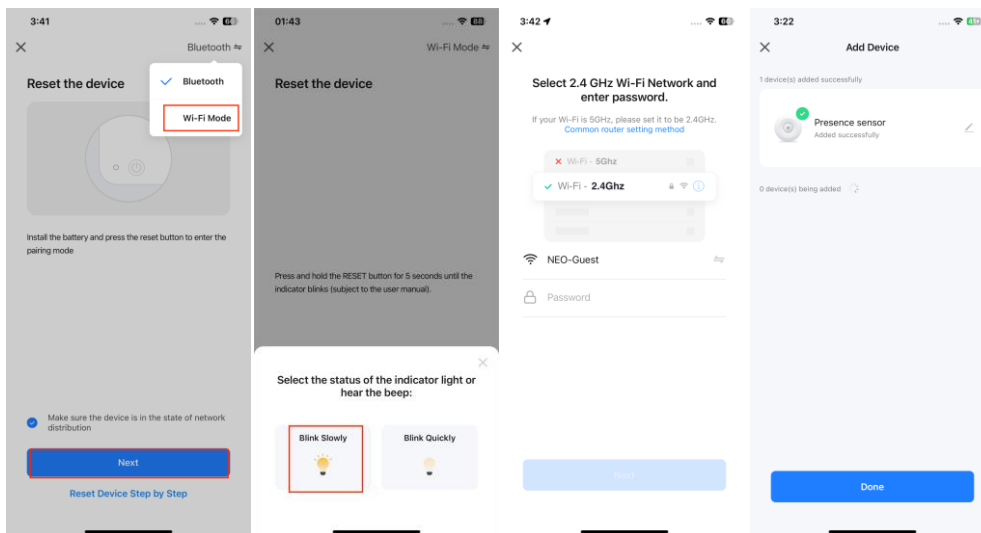 3:41
Bluetooth
Reset the device
Bluetooth
Wi-Fi Mode
Install the battery and press the reset button to enter the
pairing mode
Make sure the device is in the state of network
distribution
Next
Reset Device Step by Step
01:43
Wi-Fi Mode
Reset the device
Press and hold the RESET button for 5 seconds until the
indicator blinks (subject to the user manual).
Select the status of the indicator light or
hear the beep:
Blink Slowly
Blink Quickly
3:42
Select 2.4 GHz Wi-Fi Network and
enter password.
If your Wi-Fi is 5GHz, please set it to be 2.4GHz.
Common router setting method
Wi-Fi - 5Ghz
Wi-Fi - 2.4Ghz
NEO-Guest
Password
Next
3:22
Add Device
1 device(s) added successfully
Presence sensor
Added successfully
0 device(s) being added
Done